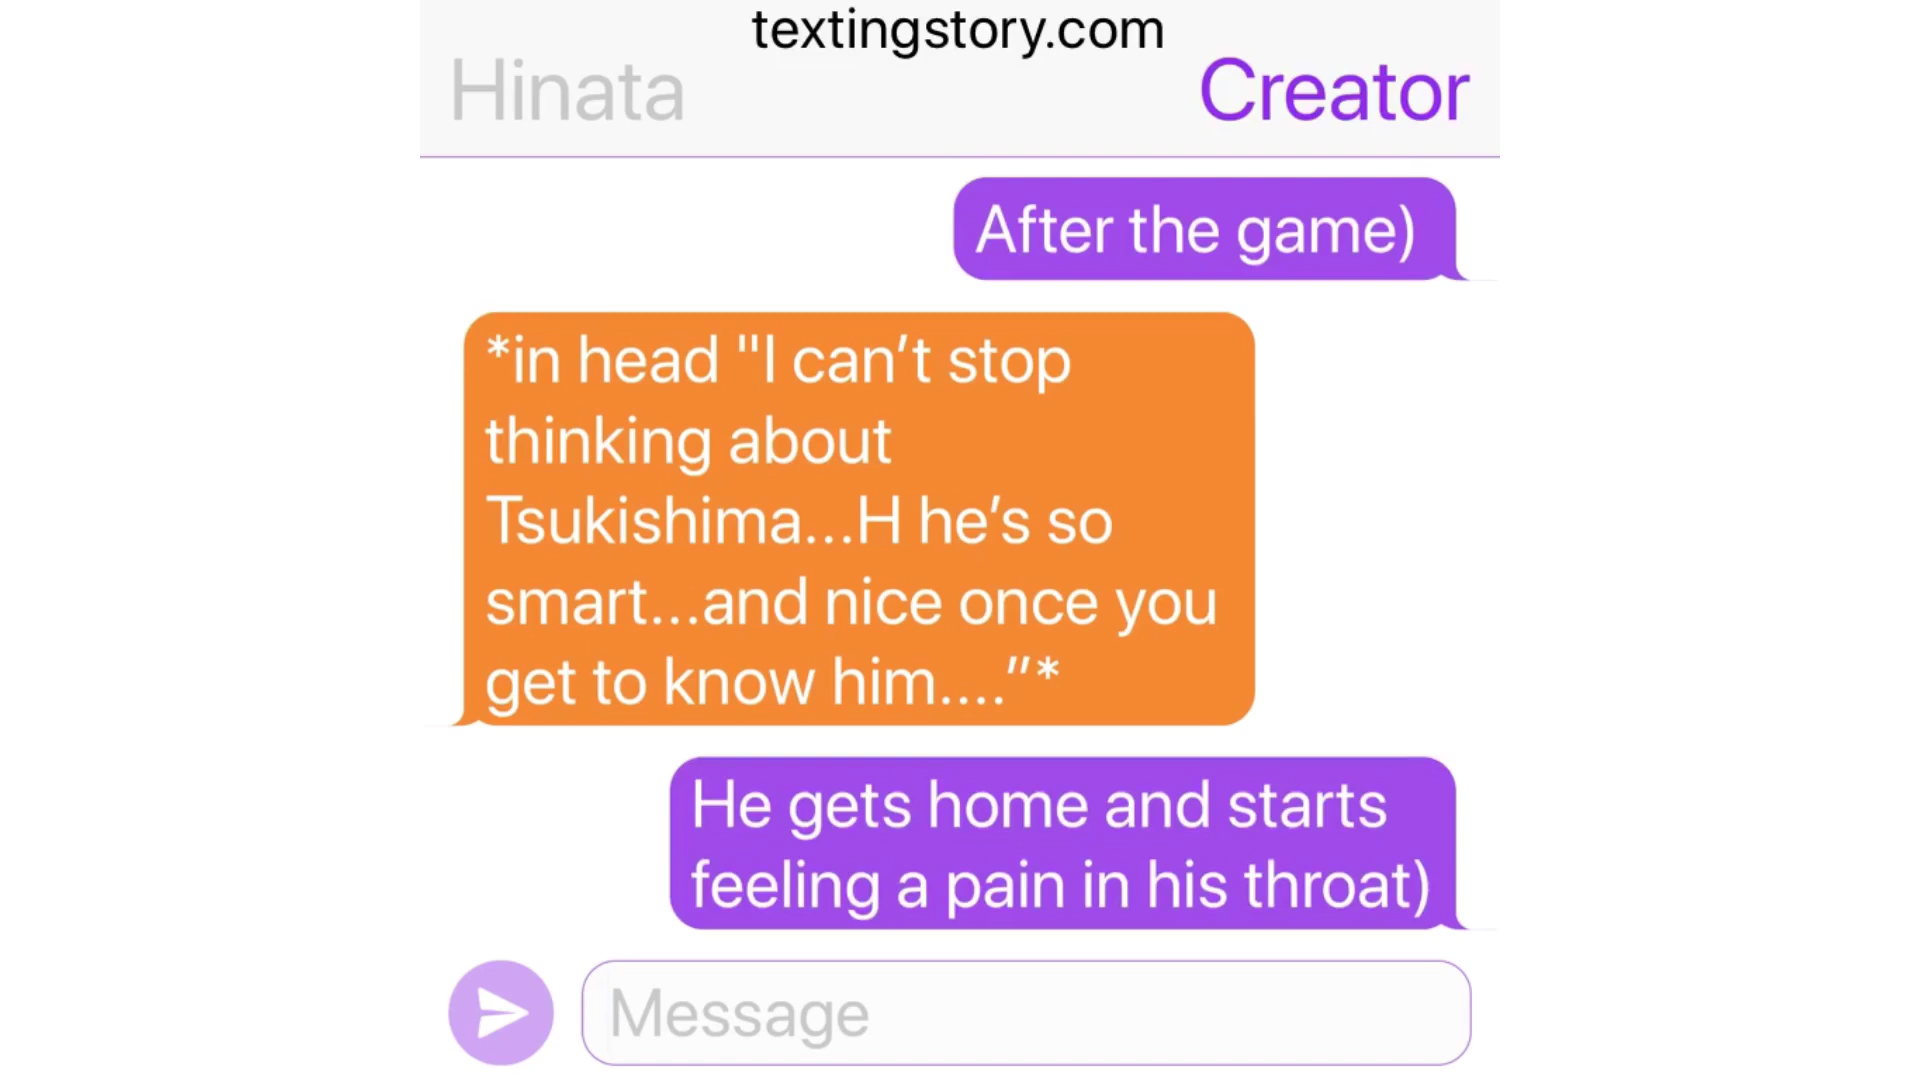 textingstory.com
Hinata
Creator
After the game)
*in head "I can’t stop
thinking about
Tsukishima...H he’s so
smart...and nice once you
get to know him....”*
He gets home and starts
feeling a pain in his throat)
Message